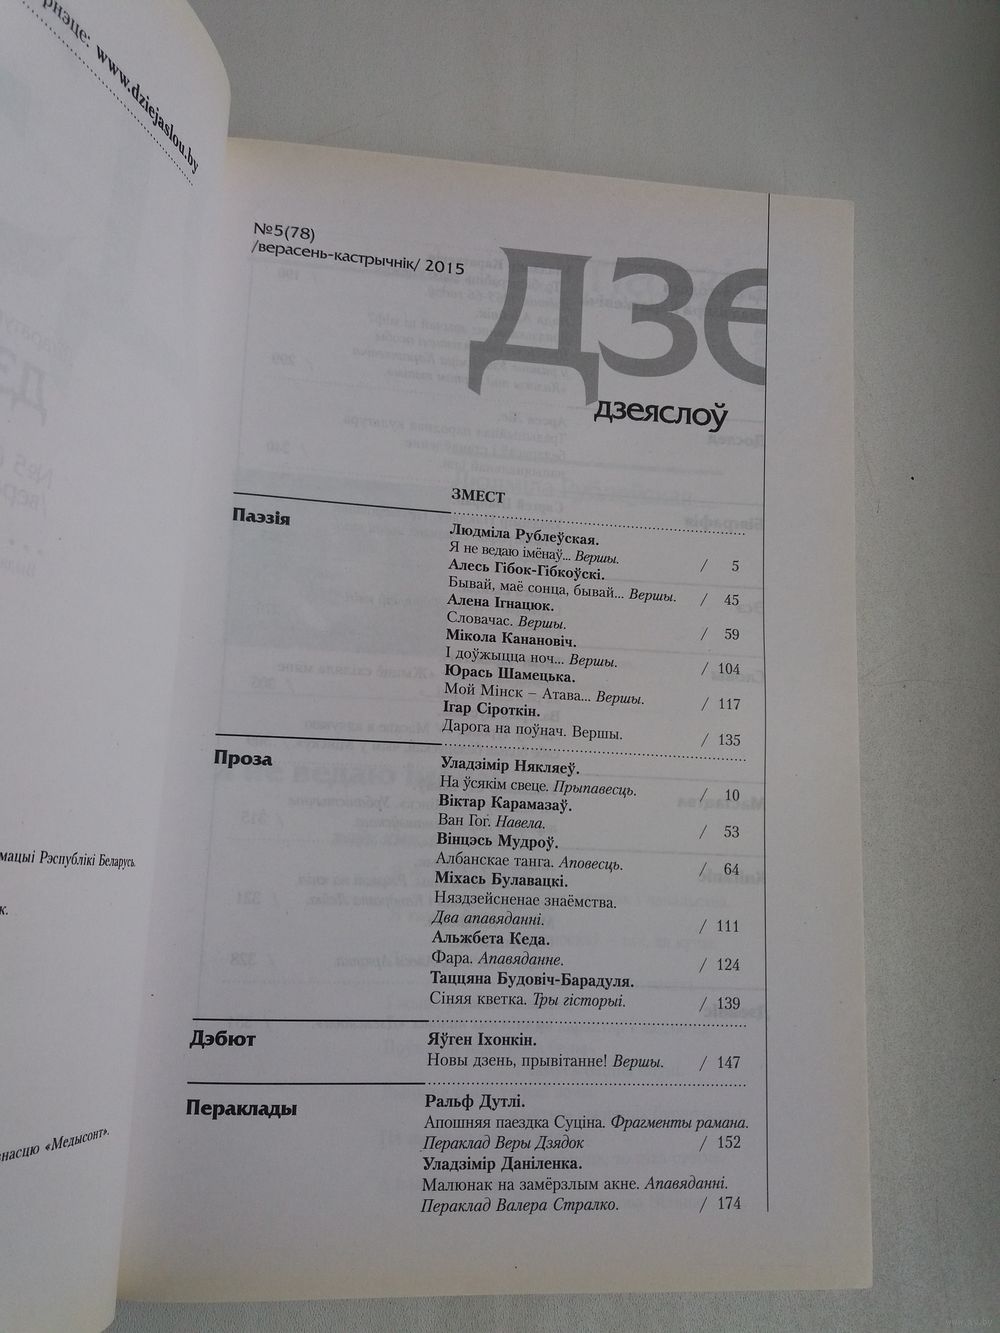 рнэце: www.dziejaslou.by
мацыі Рэспублікі Беларусь.
к.
насцю «Медысонт».
№5(78)
/верасень-кастрычнік/ 2015
дзе
дзеяслоў
ЗМЕСТ
Паэзія
Людміла Рублеўская.
Я не ведаю імёнаў... Вершы. / 5
Алесь Гібок-Гібкоўскі.
Бывай, маё сонца, бывай... Вершы. / 45
Алена Ігнацюк.
Словачас. Вершы. / 59
Мікола Канановіч.
І доўжыцца ноч... Вершы. / 104
Юрась Шамецька.
Мой Мінск – Атава... Вершы. / 117
Ігар Сіроткін.
Дарога на поўнач. Вершы. / 135
Проза
Уладзімір Някляеў.
На ўсякім свеце. Прыпавесць. / 10
Віктар Карамазаў.
Ван Гог. Навела. / 53
Вінцэсь Мудроў.
Албанскае танга. Аповесць. / 64
Міхась Булавацкі.
Няздзейсненае знаёмства.
Два апавяданні. / 111
Альжбета Кеда.
Фара. Апавяданне. / 124
Таццяна Будовіч-Барадуля.
Сіняя кветка. Тры гісторыі. / 139
Дэбют
Яўген Іхонкін.
Новы дзень, прывітанне! Вершы. / 147
Пераклады
Ральф Дутлі.
Апошняя паездка Суціна. Фрагменты рамана.
Пераклад Веры Дзядок / 152
Уладзімір Даніленка.
Малюнак на замёрзлым акне. Апавяданні.
Пераклад Валера Стралко. / 174